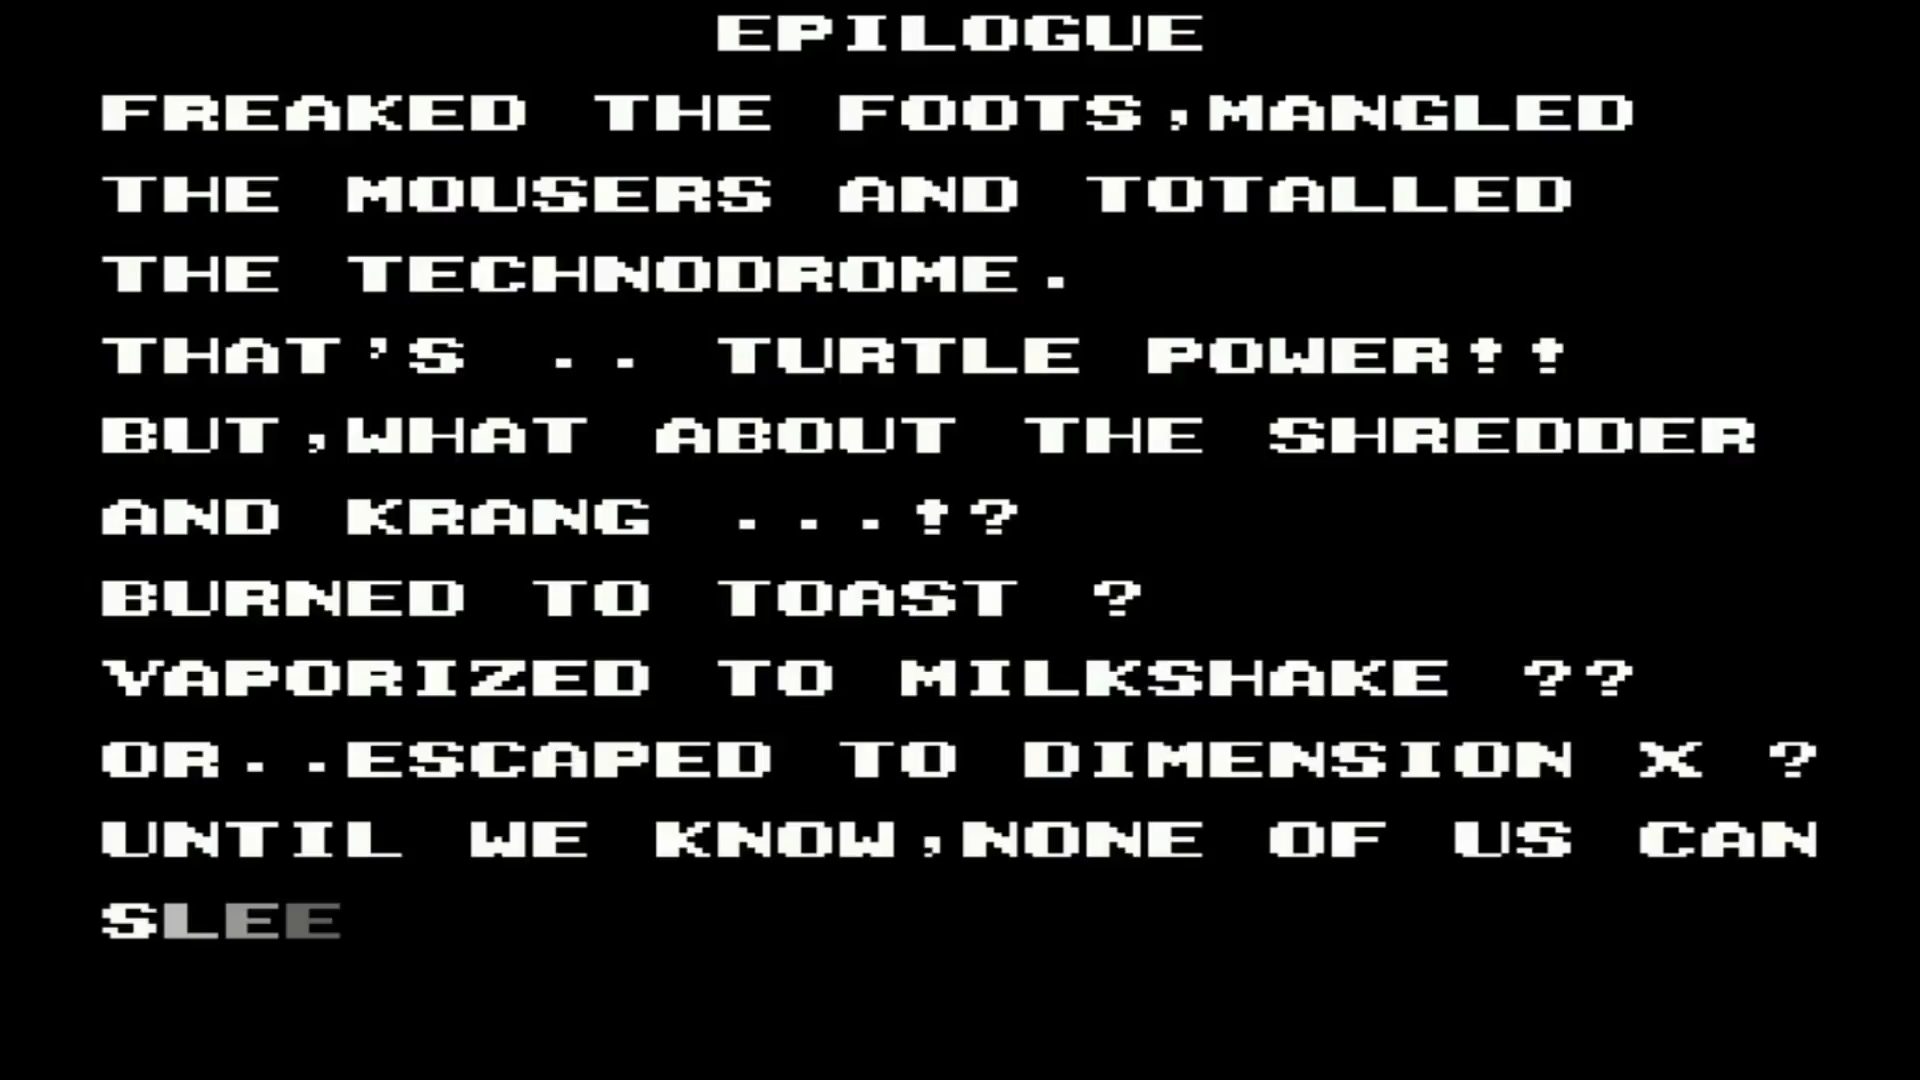 EPILOGUE
FREAKED THE FOOTS,MANGLED
THE MOUSERS AND TOTALLED
THE TECHNODROME.
THAT'S .. TURTLE POWER!!
BUT,WHAT ABOUT THE SHREDDER
AND KRANG ...!?
BURNED TO TOAST ?
VAPORIZED TO MILKSHAKE ??
OR..ESCAPED TO DIMENSION X ?
UNTIL WE KNOW,NONE OF US CAN
SLEE